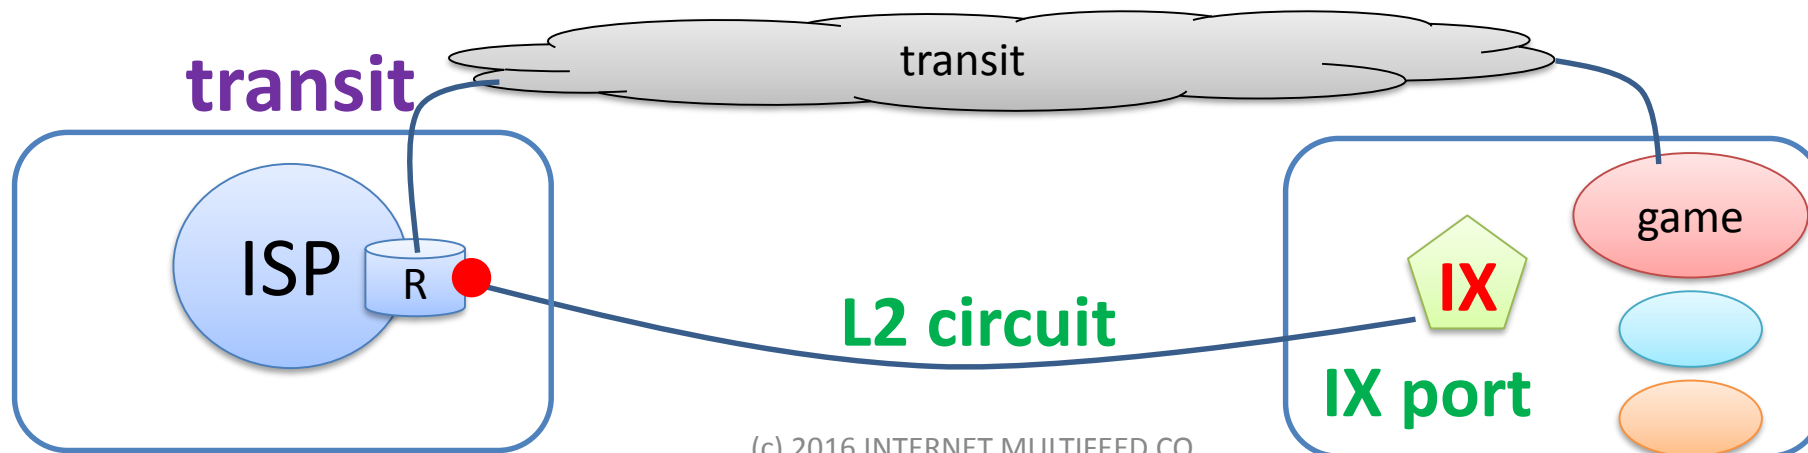 transit
transit
game
ISP
R
IX
L2 circuit
IX port
(c) 2016 INTERNET MULTIFEED CO